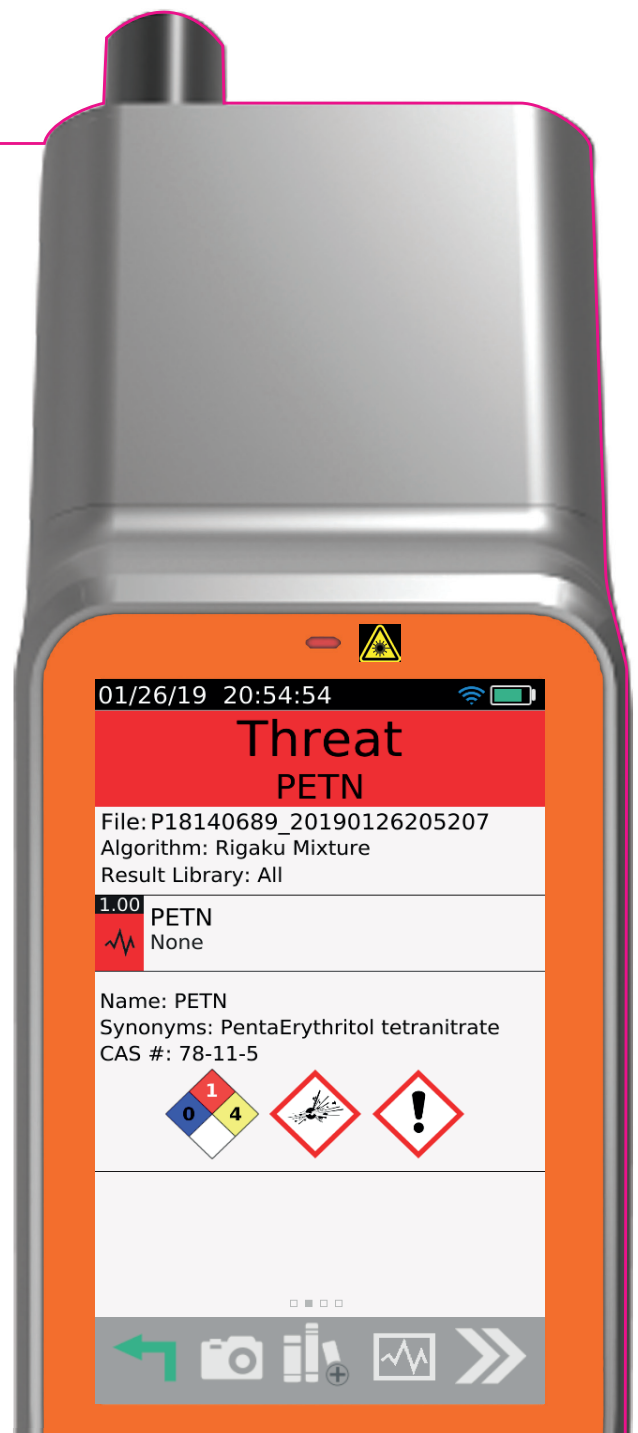 01/26/19 20:54:54
Threat
PETN
File: P18140689_20190126205207
Algorithm: Rigaku Mixture
Result Library: All
1.00
PETN
None
Name: PETN
Synonyms: PentaErythritol tetranitrate
CAS #: 78-11-5
1
0 4
!